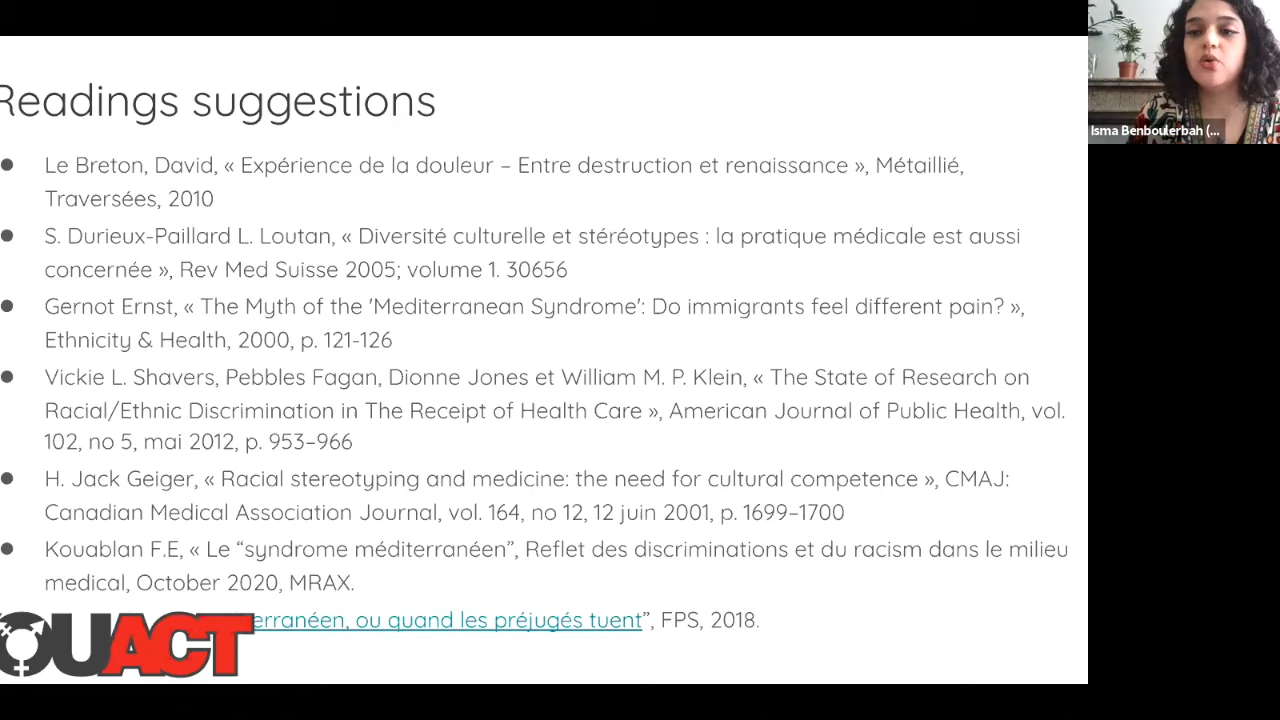 Readings suggestions
Isma Benboulerbah (...
● Le Breton, David, « Expérience de la douleur – Entre destruction et renaissance », Métaillié,
Traversées, 2010
● S. Durieux-Paillard L. Loutan, « Diversité culturelle et stéréotypes : la pratique médicale est aussi
concernée », Rev Med Suisse 2005; volume 1. 30656
● Gernot Ernst, « The Myth of the 'Mediterranean Syndrome': Do immigrants feel different pain? »,
Ethnicity & Health, 2000, p. 121-126
● Vickie L. Shavers, Pebbles Fagan, Dionne Jones et William M. P. Klein, « The State of Research on
Racial/Ethnic Discrimination in The Receipt of Health Care », American Journal of Public Health, vol.
102, no 5, mai 2012, p. 953–966
● H. Jack Geiger, « Racial stereotyping and medicine: the need for cultural competence », CMAJ:
Canadian Medical Association Journal, vol. 164, no 12, 12 juin 2001, p. 1699–1700
● Kouablan F.E, « Le “syndrome méditerranéen”, Reflet des discriminations et du racism dans le milieu
medical, October 2020, MRAX.
erranéen, ou quand les préjugés tuent”, FPS, 2018.
OUACT